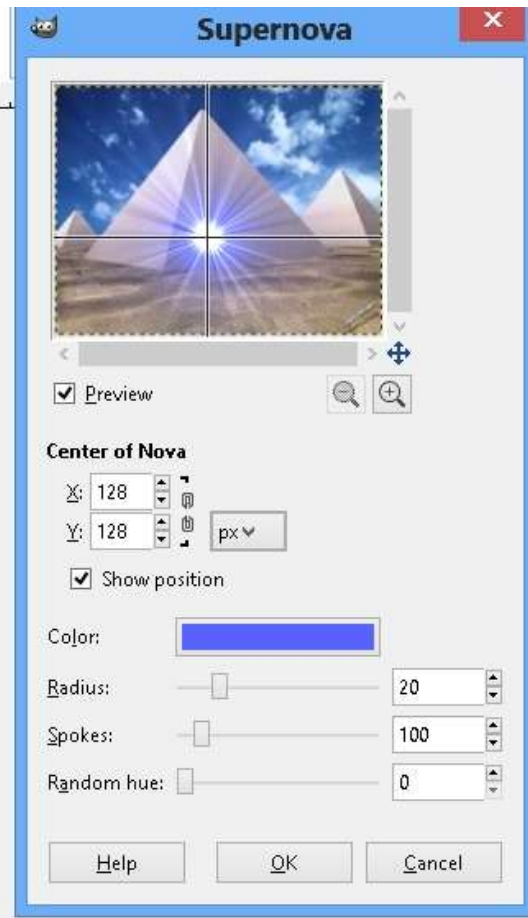 Supernova
Preview
Center of Nova
X: 128
Y: 128 px
Show position
Color:
Radius: 20
Spokes: 100
Random hue: 0
Help OK Cancel